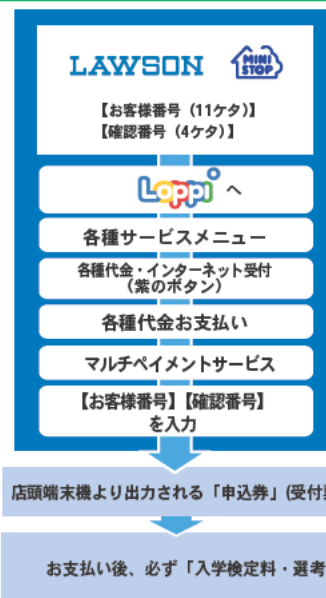 LAWSON MINI STOP
【お客様番号（11ケタ）】
【確認番号（4ケタ）】
Loppi へ
各種サービスメニュー
各種代金・インターネット受付
（紫のボタン）
各種代金お支払い
マルチペイメントサービス
【お客様番号】【確認番号】
を入力
店頭端末機より出力される「申込券」(受付
お支払い後、必ず「入学検定料・選考